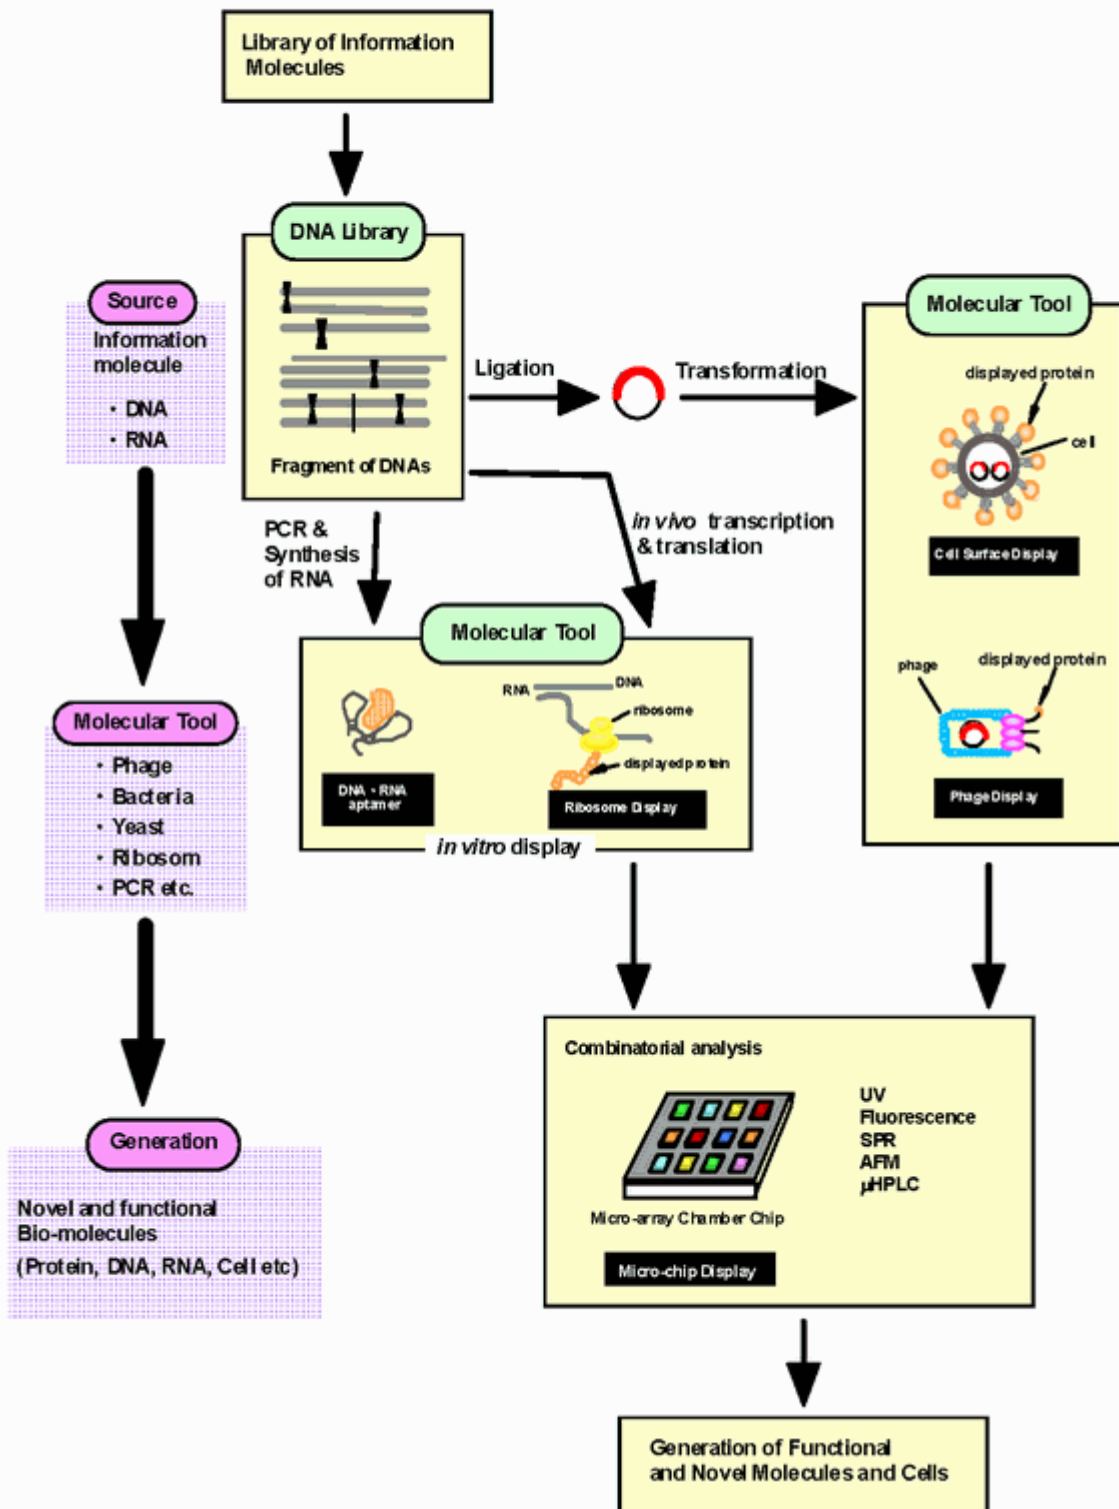 Library of Information
Molecules
DNA Library
Fragment of DNAs
Source
Information
molecule
・ DNA
・ RNA
Ligation
Transformation
Molecular Tool
displayed protein
cell
Cell Surface Display
phage
displayed protein
Phage Display
PCR &
Synthesis
of RNA
in vivo transcription
& translation
Molecular Tool
RNA
DNA
ribosome
displayed protein
DNA・RNA
aptamer
Ribosome Display
in vitro display
Molecular Tool
・ Phage
・ Bacteria
・ Yeast
・ Ribosom
・ PCR etc.
Generation
Novel and functional
Bio-molecules
(Protein, DNA, RNA, Cell etc)
Combinatorial analysis
UV
Fluorescence
SPR
AFM
μHPLC
Micro-array Chamber Chip
Micro-chip Display
Generation of Functional
and Novel Molecules and Cells